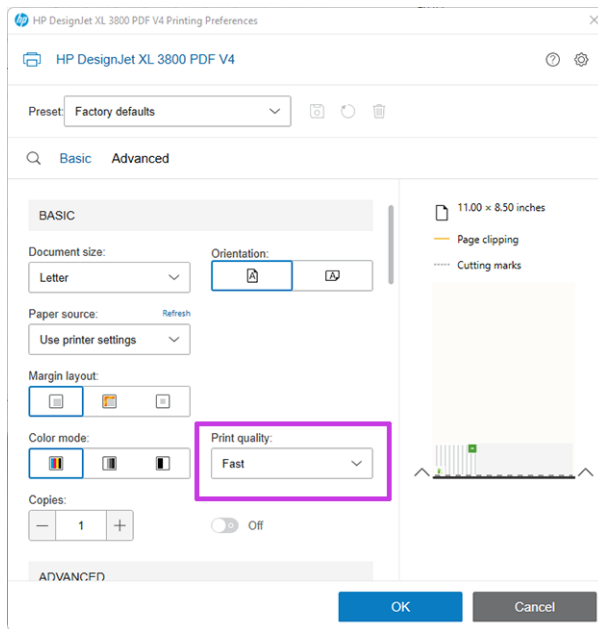 HP DesignJet XL 3800 PDF V4 Printing Preferences
HP DesignJet XL 3800 PDF V4
Preset: Factory defaults
Basic Advanced
BASIC
Document size:
Letter
Orientation:
Paper source: Refresh
Use printer settings
Margin layout:
Color mode:
Print quality:
Fast
Copies:
1
Off
ADVANCED
11.00 × 8.50 inches
Page clipping
Cutting marks
OK Cancel